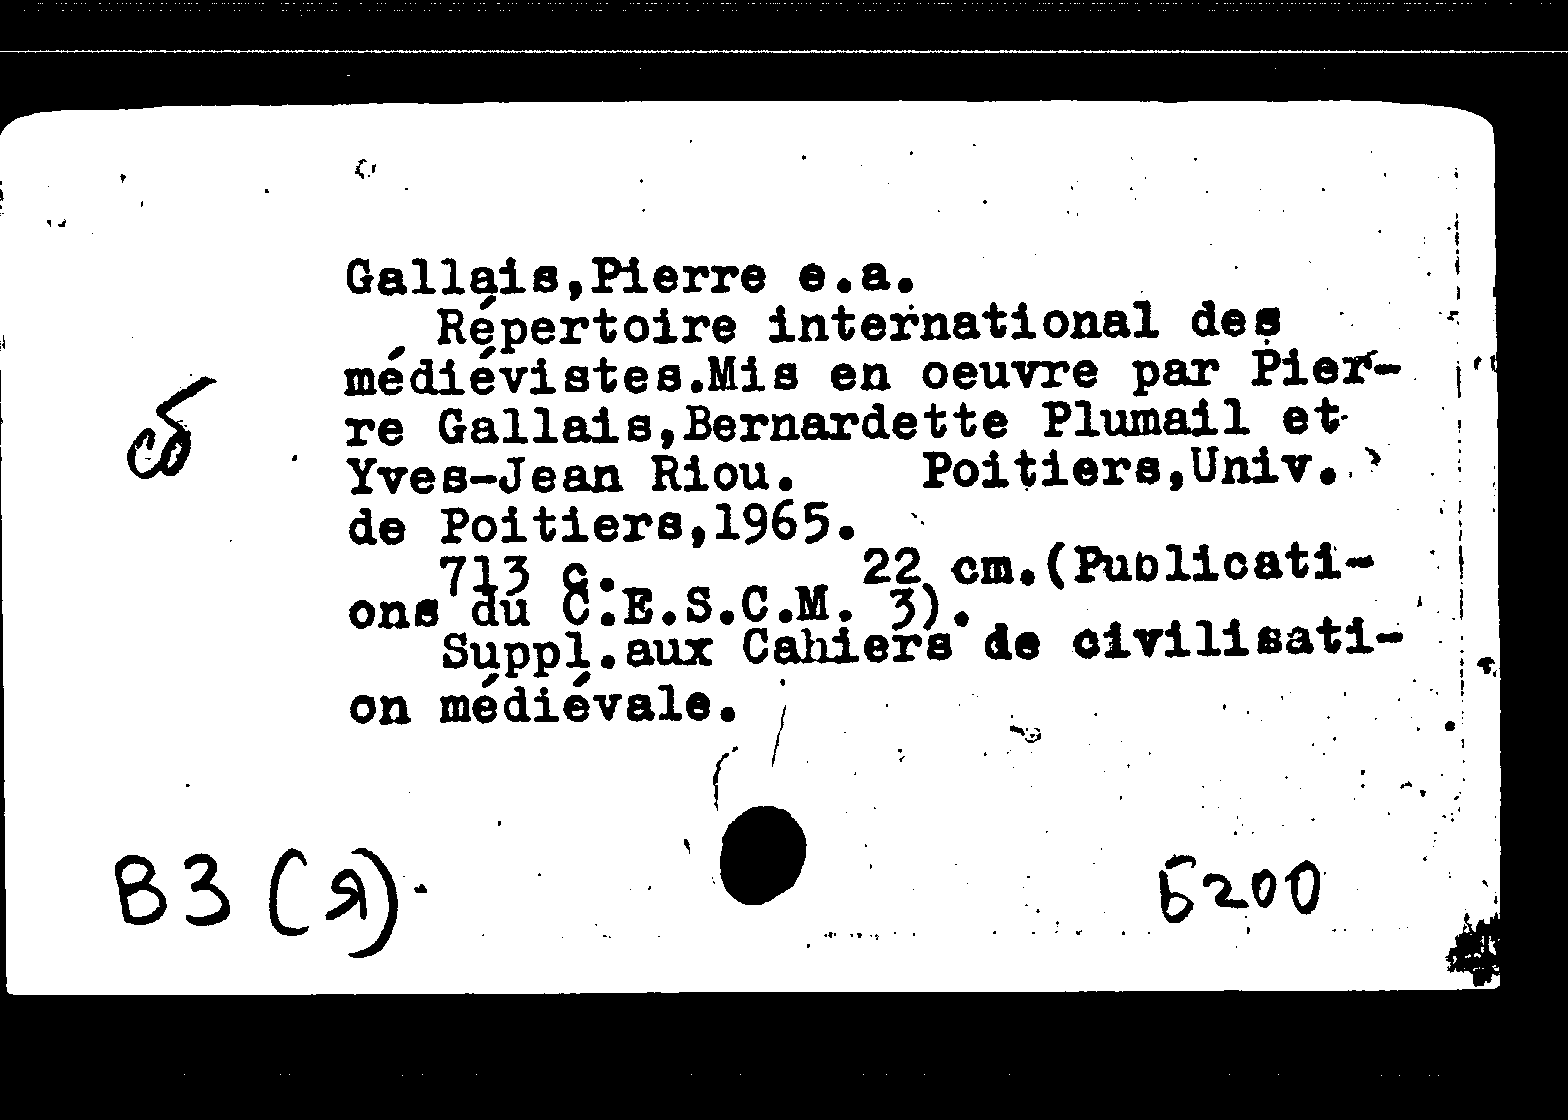 Gallais,Pierre e.a.
Répertoire international des
médiévistes.Mis en oeuvre par Pier-
re Gallais,Bernardette Plumail et
Yves-Jean Riou. Poitiers,Univ.
de Poitiers,1965.
713 c. 22 cm.(Publicati-
ons du C.E.S.C.M. 3).
Suppl.aux Cahiers de civilisati-
on médiévale.
сб
В3 (Я)
Б200